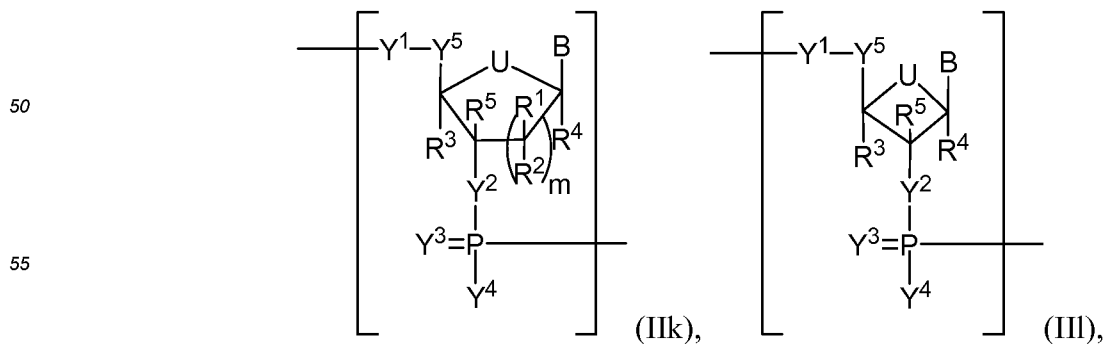 Y¹ Y⁵ U B
50
R⁵ R¹
R³ R⁴
R² m
Y²
Y³=P
55
Y⁴
(IIk),
Y¹ Y⁵ U B
R⁵
R³ R⁴
Y²
Y³=P
Y⁴
(IIl),